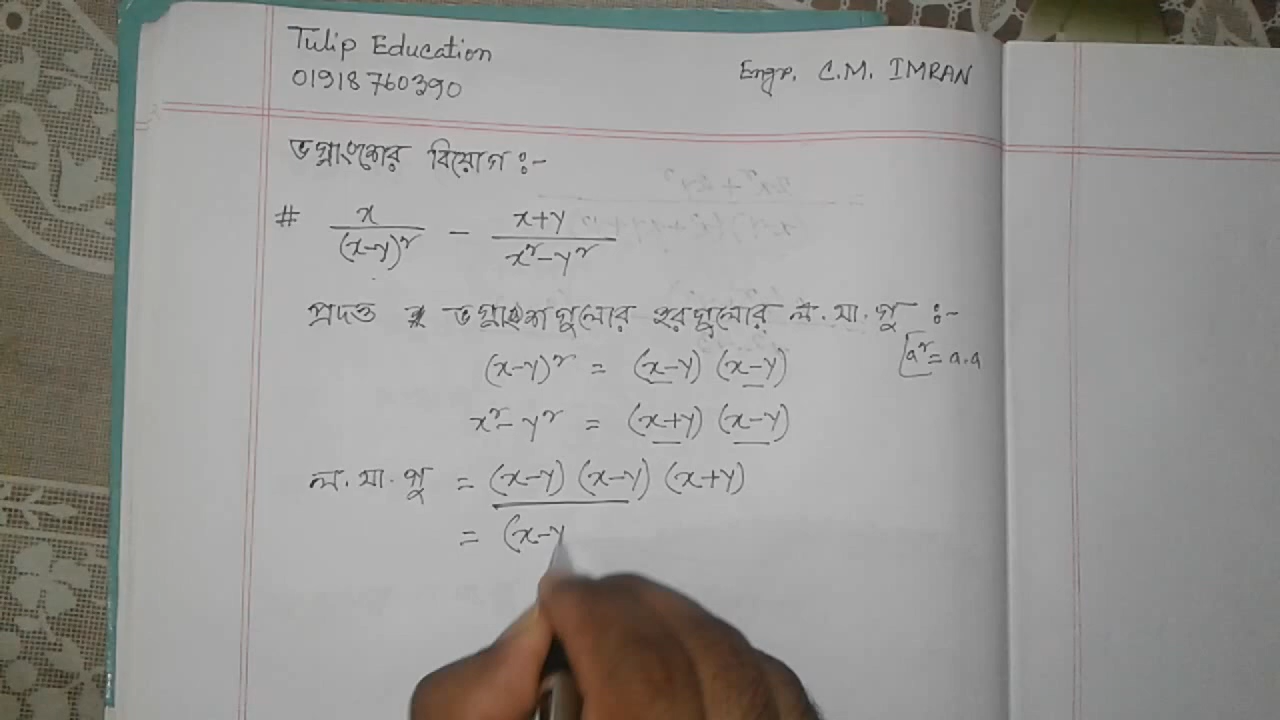 Tulip Education
01918760390
Engr. C.M. IMRAN
ভগ্নাংশের বিয়োগ :-
# x/(x-y)² - (x+y)/(x²-y²)
প্রদত্ত ভগ্নাংশগুলোর হরগুলোর ল.সা.গু :-
(x-y)² = (x-y) (x-y)
[a² = a.a
x² - y² = (x+y) (x-y)
ল.সা.গু = (x-y) (x-y) (x+y)
= (x-y